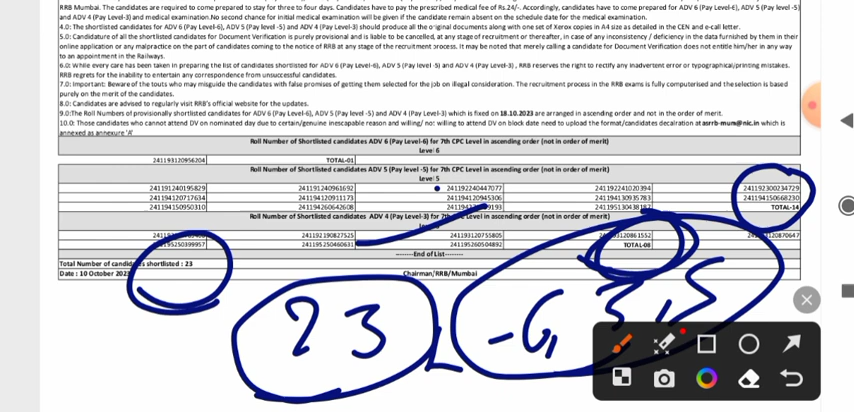 RRB Mumbai. The candidates are required to come prepared to stay for three to four days. Candidates have to pay the prescribed medical fee of Rs.24/-. Accordingly, candidates have to come prepared for ADV 6 (Pay Level-6), ADV 5 (Pay level -5)
and ADV 4 (Pay Level-3) and medical examination.No second chance for initial medical examination will be given if the candidate remain absent on the schedule date for the medical examination.
4.0: The shortlisted candidates for ADV 6 (Pay Level-6), ADV 5 (Pay level -5) and ADV 4 (Pay Level-3) should produce all the original documents along with one set of Xerox copies in A4 size as detailed in the CEN and e-call letter.
5.0: Candidature of all the shortlisted candidates for Document Verification is purely provisional and is liable to be cancelled, at any stage of recruitment or thereafter, in case of any inconsistency / deficiency in the data furnished by them in their
online application or any malpractice on the part of candidates coming to the notice of RRB at any stage of the recruitment process. It may be noted that merely calling a candidate for Document Verification does not entitle him/her in any way
to an appointment in the Railways.
6.0: While every care has been taken in preparing the list of candidates shortlisted for ADV 6 (Pay Level-6), ADV 5 (Pay level -5) and ADV 4 (Pay Level-3) , RRB reserves the right to rectify any inadvertent error or typographical/printing mistakes.
RRB regrets for the inability to entertain any correspondence from unsuccessful candidates.
7.0: Important: Beware of the touts who may misguide the candidates with false promises of getting them selected for the job on illegal consideration. The recruitment process in the RRB exams is fully computerised and the selection is based
purely on the merit of the candidates.
8.0: Candidates are advised to regularly visit RRB's official website for the updates.
9.0:The Roll Numbers of provisionally shortlisted candidates for ADV 6 (Pay Level-6), ADV 5 (Pay level -5) and ADV 4 (Pay Level-3) which is fixed on 18.10.2023 are arranged in ascending order and not in the order of merit.
10.0: Those candidates who cannot attend DV on nominated day due to certain/genuine inescapable reason and willing/ not willing to attend DV on block date need to upload the format/candidates decalration at asrrb-mum@nic.in which is
annexed as annexure 'A'
Roll Number of Shortlisted candidates ADV 6 (Pay Level-6) for 7th CPC Level in ascending order (not in order of merit)
Level 6
241193120956204 TOTAL-01
Roll Number of Shortlisted candidates ADV 5 (Pay level -5) for 7th CPC Level in ascending order (not in order of merit)
Level 5
241191240195829 241191240961692 241192240447077 241192241020394 241192300234729
241194120717634 241194120911173 241194120945306 241194130935783 241194150668230
241194150950310 241194260642608 TOTAL-14
Roll Number of Shortlisted candidates ADV 4 (Pay Level-3) for 7th CPC Level in ascending order (not in order of merit)
241192190827525 241193120755805
241195250460631 241195260504892 TOTAL-08
--------End of List--------
Total Number of candidates shortlisted : 23
Date : 10 October 2023 Chairman/RRB/Mumbai
23 -6,